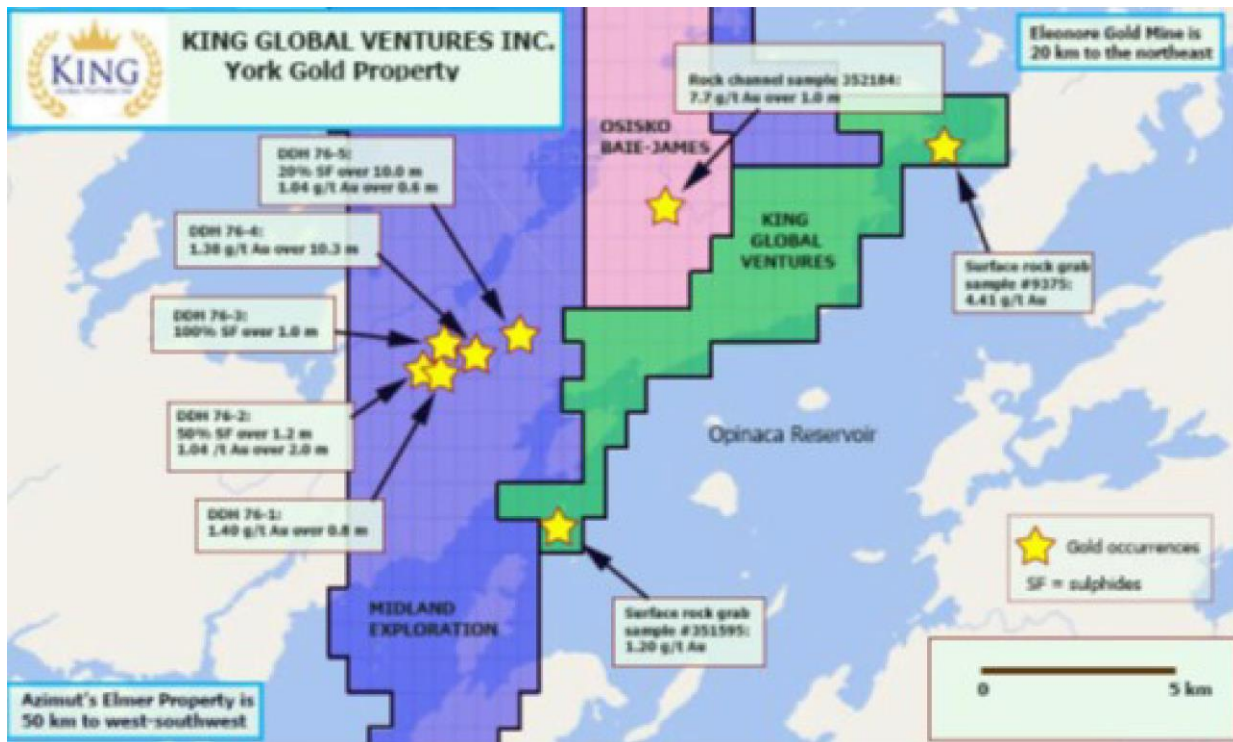 KING GLOBAL VENTURES INC.
York Gold Property
KING
Eleonore Gold Mine is
20 km to the northeast
Rock channel sample 352184:
7.7 g/t Au over 1.0 m
OSISKO
BAIE-JAMES
DDH 76-5:
20% SF over 10.0 m
1.04 g/t Au over 0.6 m
DDH 76-4:
1.38 g/t Au over 10.3 m
KING
GLOBAL
VENTURES
Surface rock grab
sample #9375:
4.41 g/t Au
DDH 76-3:
100% SF over 1.0 m
DDH 76-2:
50% SF over 1.2 m
1.04 /t Au over 2.0 m
Opinaca Reservoir
DDH 76-1:
1.40 g/t Au over 0.8 m
Gold occurrences
SF = sulphides
MIDLAND
EXPLORATION
Surface rock grab
sample #351595:
1.20 g/t Au
Azimut's Elmer Property is
50 km to west-southwest
0 5 km